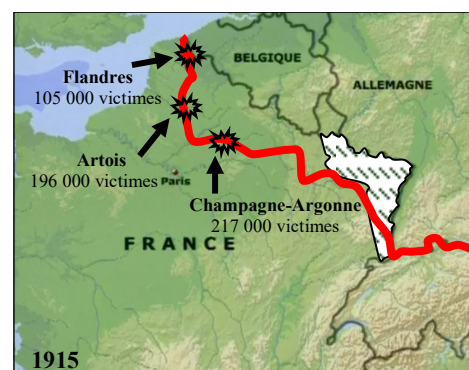 BELGIQUE
Flandres
105 000 victimes
ALLEMAGNE
Artois
196 000 victimes
Paris
Champagne-Argonne
217 000 victimes
FRANCE
1915